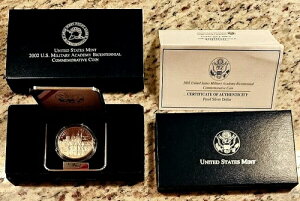 United States Mint
2002 U.S. Military Academy Bicentennial
Commemorative Coin
2002 United States Military Academy Bicentennial
Commemorative Coin
Certificate of Authenticity
Proof Silver Dollar
United States Mint